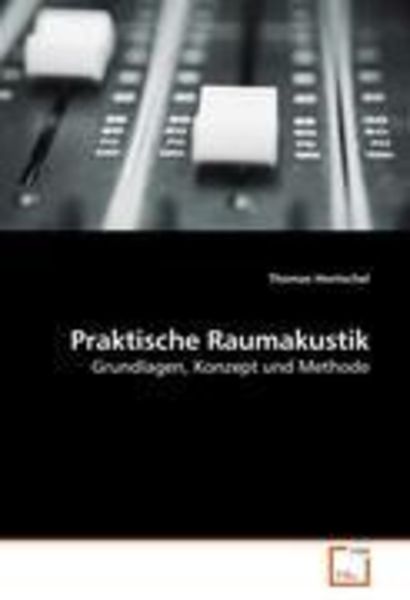 Thomas Hentschel
Praktische Raumakustik
Grundlagen, Konzept und Methode